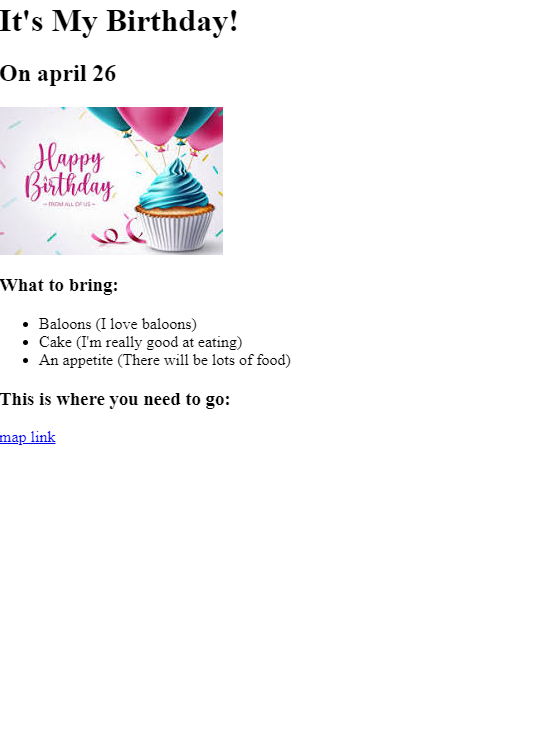 It's My Birthday!
On april 26
Happy
Birthday
– FROM ALL OF US –
What to bring:
• Baloons (I love baloons)
• Cake (I'm really good at eating)
• An appetite (There will be lots of food)
This is where you need to go:
map link